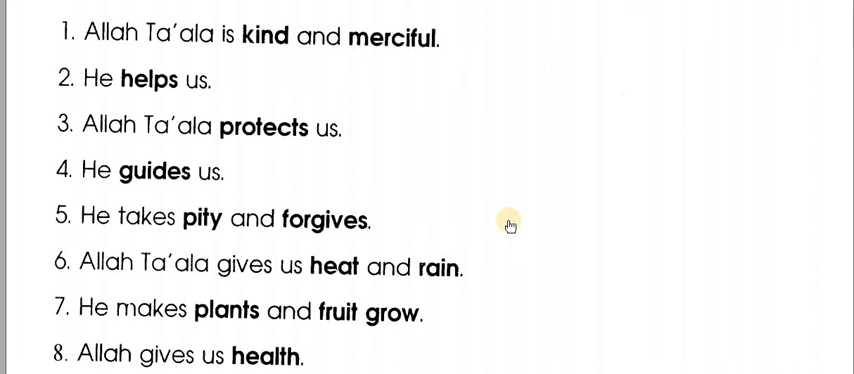 1. Allah Ta'ala is kind and merciful.
2. He helps us.
3. Allah Ta'ala protects us.
4. He guides us.
5. He takes pity and forgives.
6. Allah Ta'ala gives us heat and rain.
7. He makes plants and fruit grow.
8. Allah gives us health.